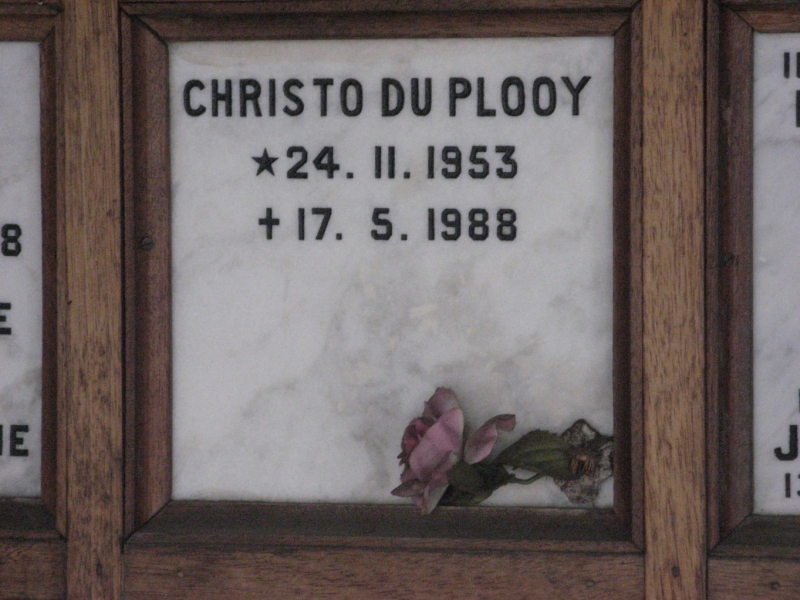 CHRISTO DU PLOOY
★24. 11. 1953
✝17. 5. 1988